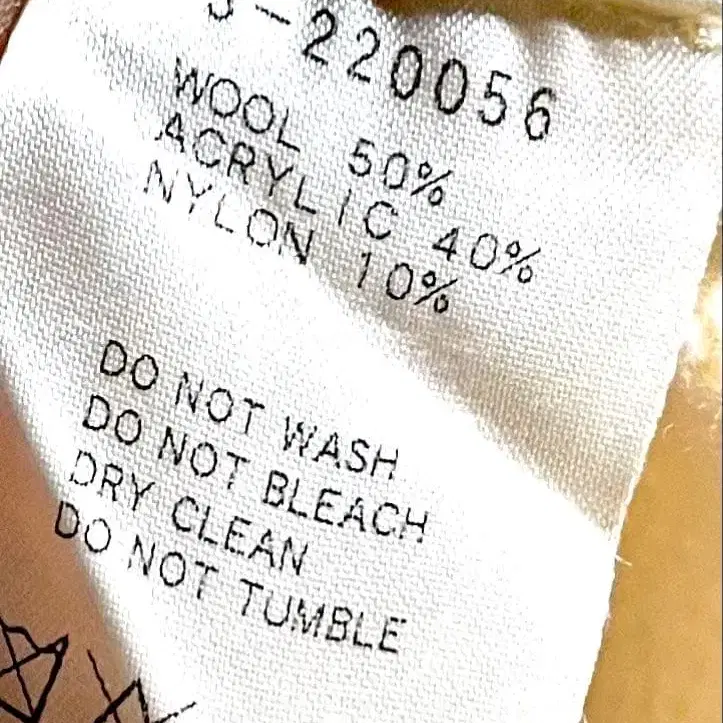 -220056
WOOL 50%
ACRYLIC 40%
NYLON 10%
DO NOT WASH
DO NOT BLEACH
DRY CLEAN
DO NOT TUMBLE